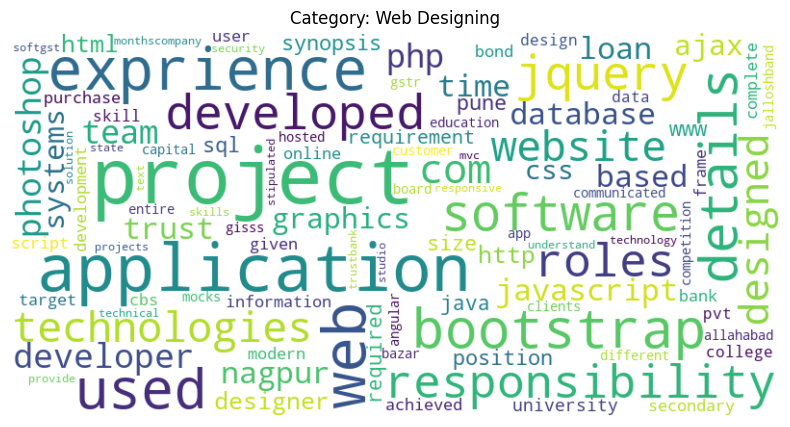 Category: Web Designing
softgst
html
monthscompany
user
security
synopsis
php
bond
design
loan
ajax
exprience
jquery
complete
jalloshband
photoshop
purchase
skill
systems
solution
developed
gstr
time
pune
education
data
database
www
details
team
state
capital
sql
hosted
online
stipulated
requirement
customer
mvc
website
frame
development
text
project
com
board
responsive
css
based
communicated
designed
entire
skills
trust
gisss
graphics
software
app
understand
technology
competition
script
projects
given
trustbank
studio
size
http
roles
application
target
cbs
mocks
information
java
javascript
clients
bank
technical
technologies
web
required
angular
bootstrap
pvt
allahabad
developer
modern
bazar
position
different
college
provide
used
nagpur
designer
responsibility
achieved
university
secondary